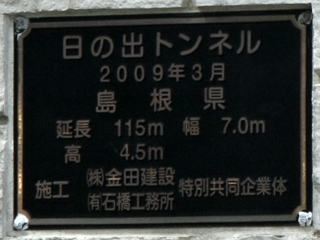 日の出トンネル
2009年3月
島根県
延長 115m 幅 7.0m
高 4.5m
施工 ㈱金田建設 ㈲石橋工務所 特別共同企業体